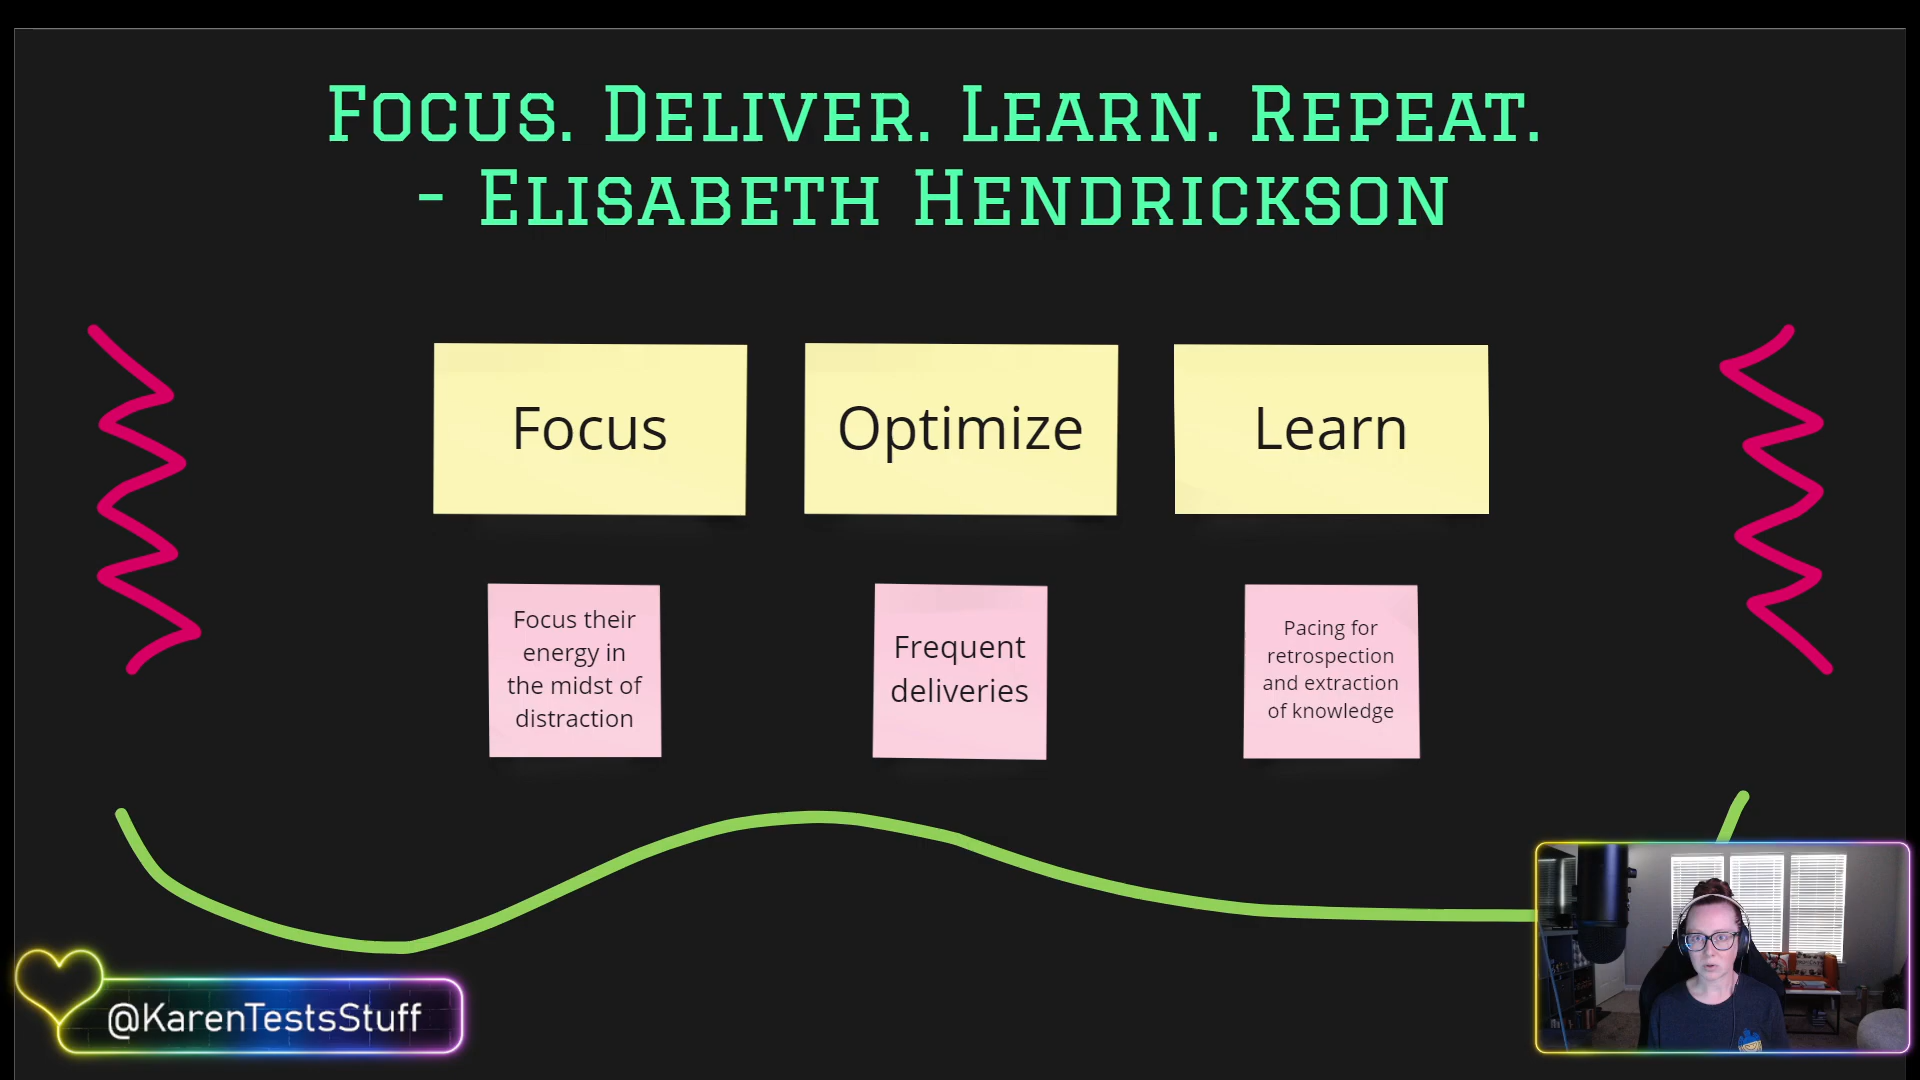 Focus. Deliver. Learn. Repeat.
- Elisabeth Hendrickson
Focus
Optimize
Learn
Focus their
energy in
the midst of
distraction
Frequent
deliveries
Pacing for
retrospection
and extraction
of knowledge
@KarenTestsStuff